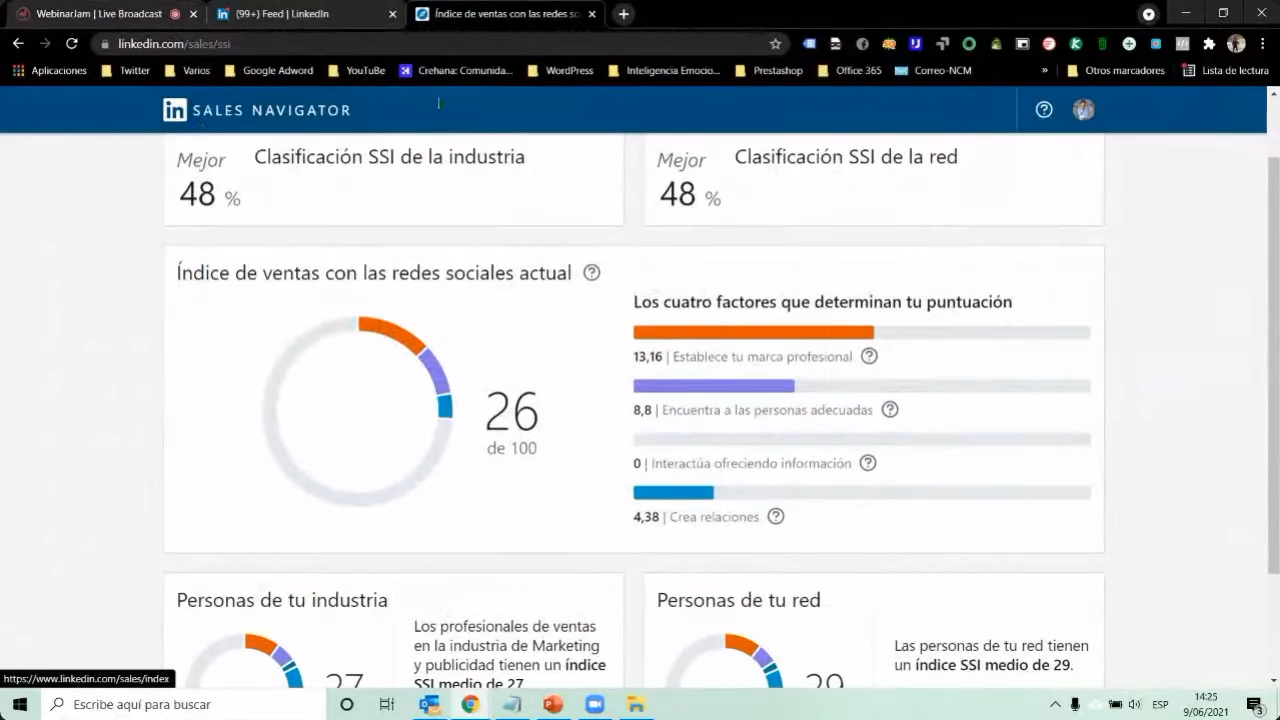 WebinarJam | Live Broadcast
(99+) Feed | LinkedIn
Índice de ventas con las redes so
linkedin.com/sales/ssi
Aplicaciones
Twitter
Varios
Google Adword
YouTube
Crehana: Comunida...
WordPress
Inteligencia Emocio...
Prestashop
Office 365
Correo-NCM
»
Otros marcadores
Lista de lectura
in SALES NAVIGATOR
Mejor
48 %
Clasificación SSI de la industria
Mejor
48 %
Clasificación SSI de la red
Índice de ventas con las redes sociales actual
26
de 100
Los cuatro factores que determinan tu puntuación
13,16 | Establece tu marca profesional
8,8 | Encuentra a las personas adecuadas
0 | Interactúa ofreciendo información
4,38 | Crea relaciones
Personas de tu industria
27
Los profesionales de ventas
en la industria de Marketing
y publicidad tienen un índice
SSI medio de 27
Personas de tu red
29
Las personas de tu red tienen
un índice SSI medio de 29.
https://www.linkedin.com/sales/index
Escribe aquí para buscar
ESP
14:25
9/06/2021
3